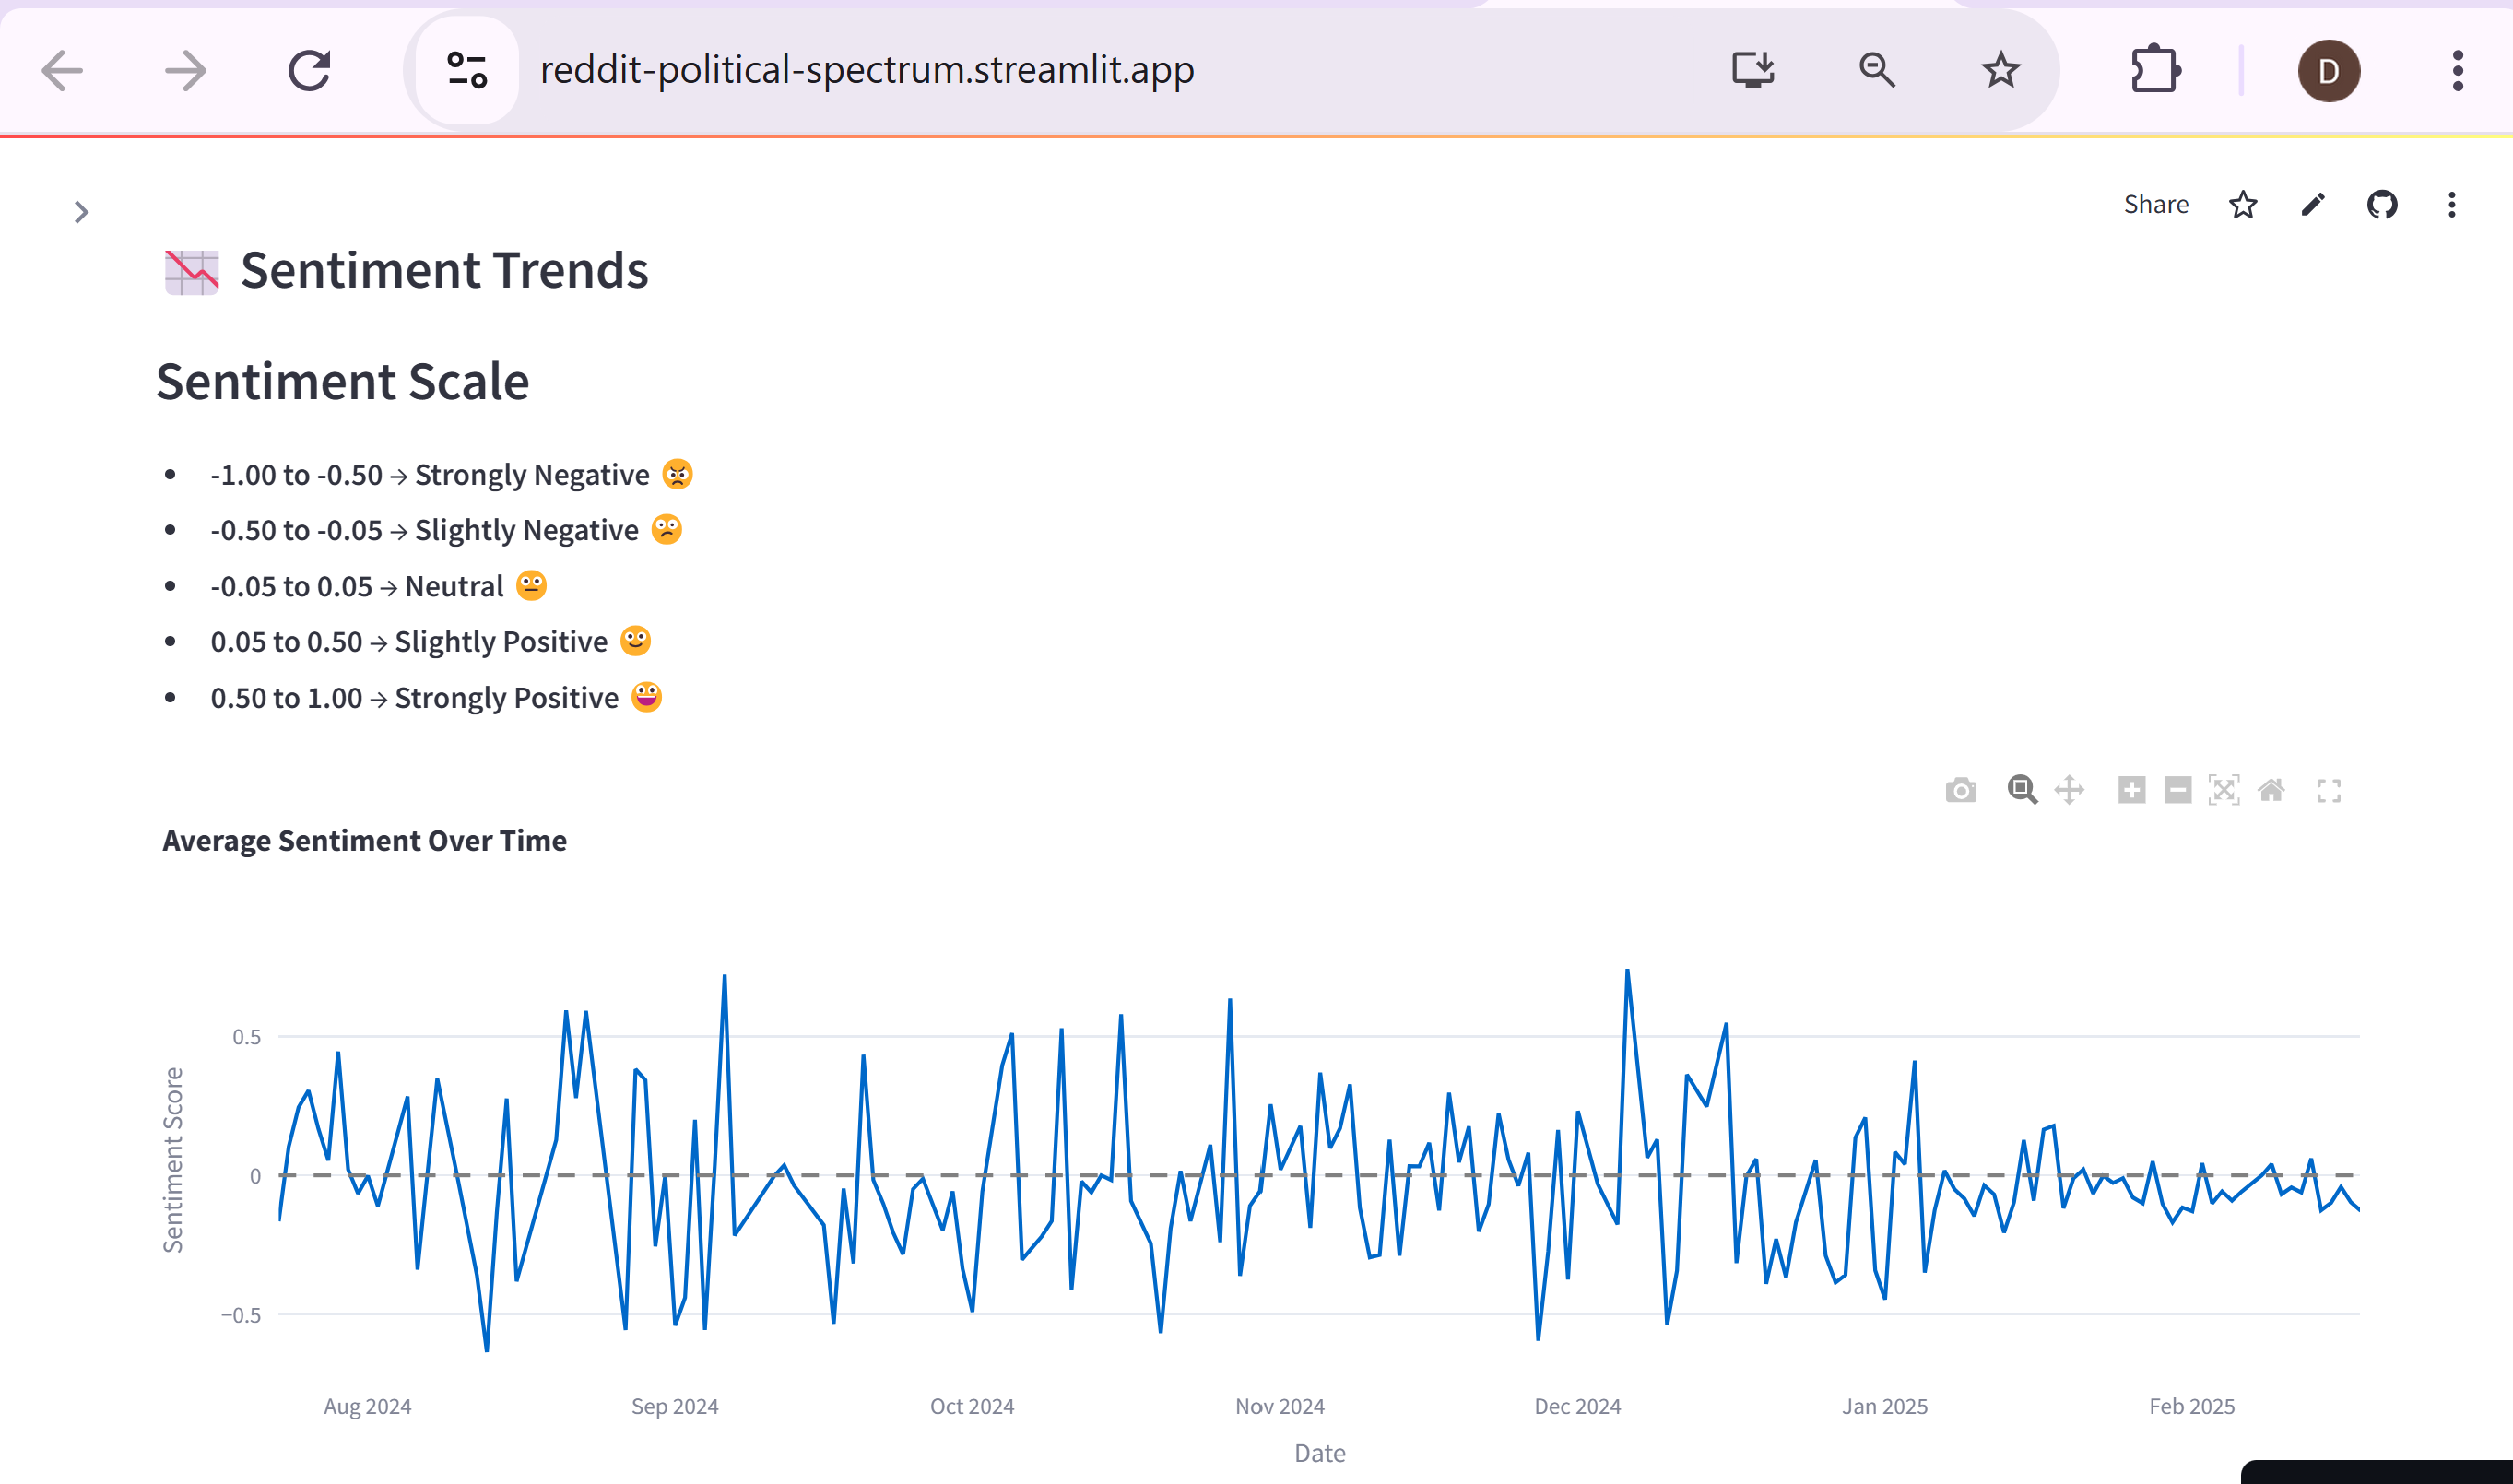 reddit-political-spectrum.streamlit.app
D
Share
📉 Sentiment Trends
Sentiment Scale
• -1.00 to -0.50 → Strongly Negative 😠
• -0.50 to -0.05 → Slightly Negative 🙁
• -0.05 to 0.05 → Neutral 😐
• 0.05 to 0.50 → Slightly Positive 🙂
• 0.50 to 1.00 → Strongly Positive 😀
Average Sentiment Over Time
0.5
0
−0.5
Sentiment Score
Aug 2024 Sep 2024 Oct 2024 Nov 2024 Dec 2024 Jan 2025 Feb 2025
Date